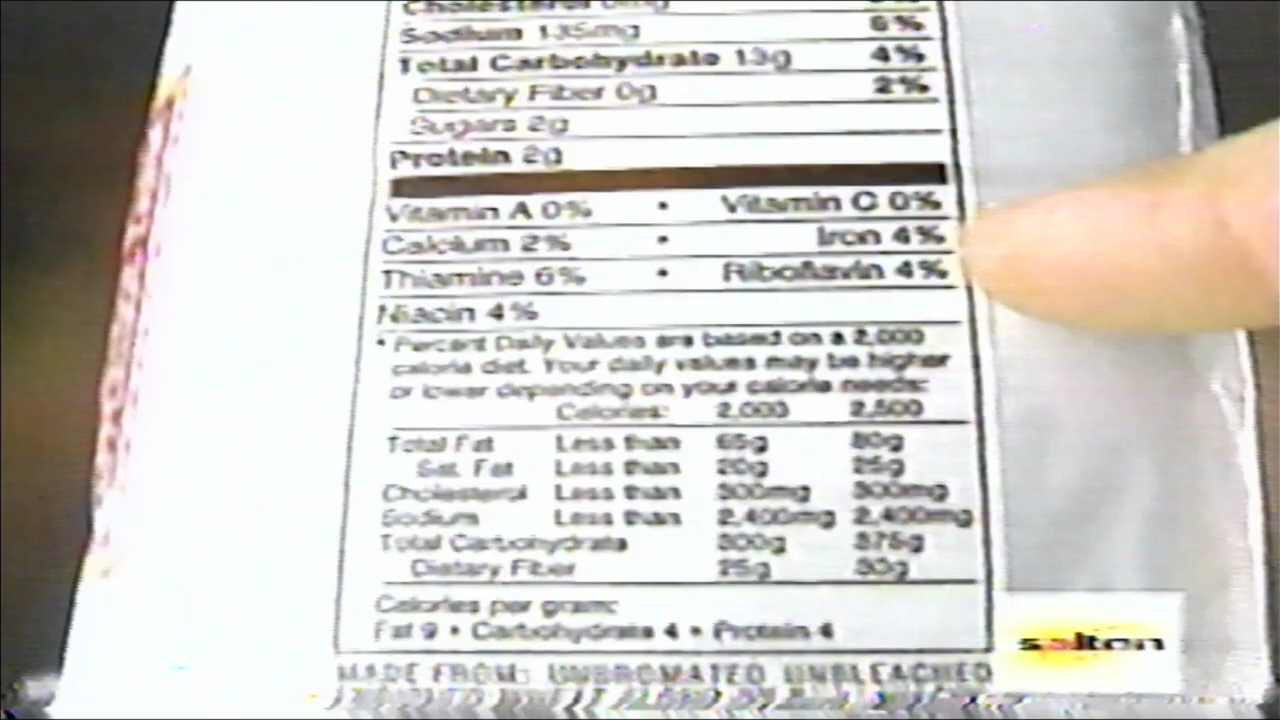 Cholesterol 0mg
Sodium 135mg 6%
Total Carbohydrate 13g 4%
Dietary Fiber 0g 2%
Sugars 2g
Protein 2g
Vitamin A 0% • Vitamin C 0%
Calcium 2% • Iron 4%
Thiamine 6% • Riboflavin 4%
Niacin 4%
* Percent Daily Values are based on a 2,000
calorie diet. Your daily values may be higher
or lower depending on your calorie needs:
Calories: 2,000 2,500
Total Fat Less than 65g 80g
Sat. Fat Less than 20g 25g
Cholesterol Less than 300mg 300mg
Sodium Less than 2,400mg 2,400mg
Total Carbohydrate 300g 375g
Dietary Fiber 25g 30g
Calories per gram:
Fat 9 • Carbohydrate 4 • Protein 4
MADE FROM: UNBROMATED UNBLEACHED
salton